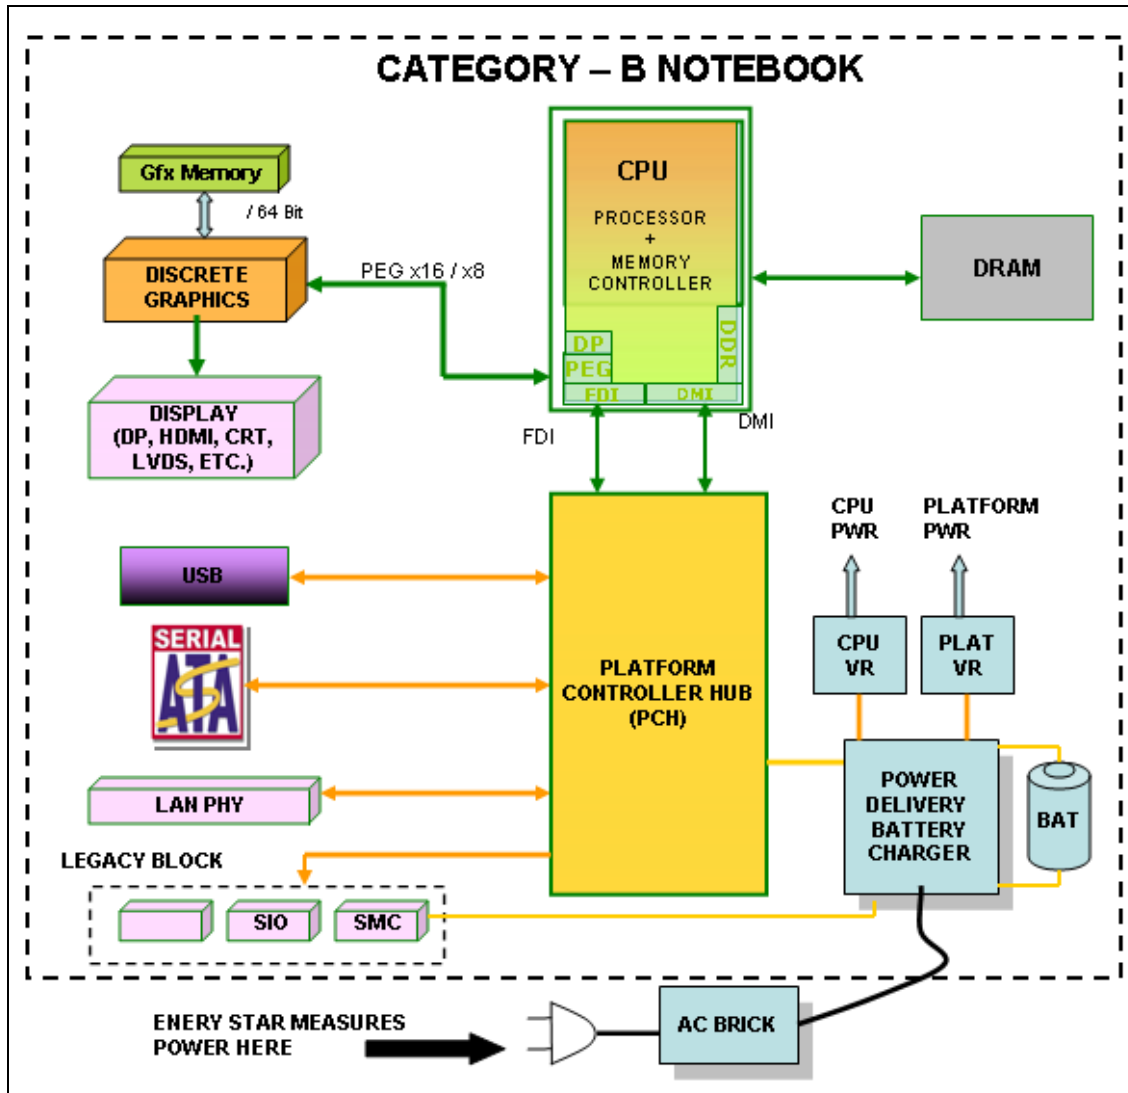 CATEGORY – B NOTEBOOK
Gfx Memory
/ 64 Bit
DISCRETE
GRAPHICS
PEG x16 / x8
DISPLAY
(DP, HDMI, CRT,
LVDS, ETC.)
CPU
PROCESSOR
+
MEMORY
CONTROLLER
DP
PEG
FDI
DMI
DDR
DRAM
FDI
DMI
USB
SERIAL
ATA
LAN PHY
LEGACY BLOCK
SIO
SMC
PLATFORM
CONTROLLER HUB
(PCH)
CPU
PWR
PLATFORM
PWR
CPU
VR
PLAT
VR
POWER
DELIVERY
BATTERY
CHARGER
BAT
ENERY STAR MEASURES
POWER HERE
AC BRICK